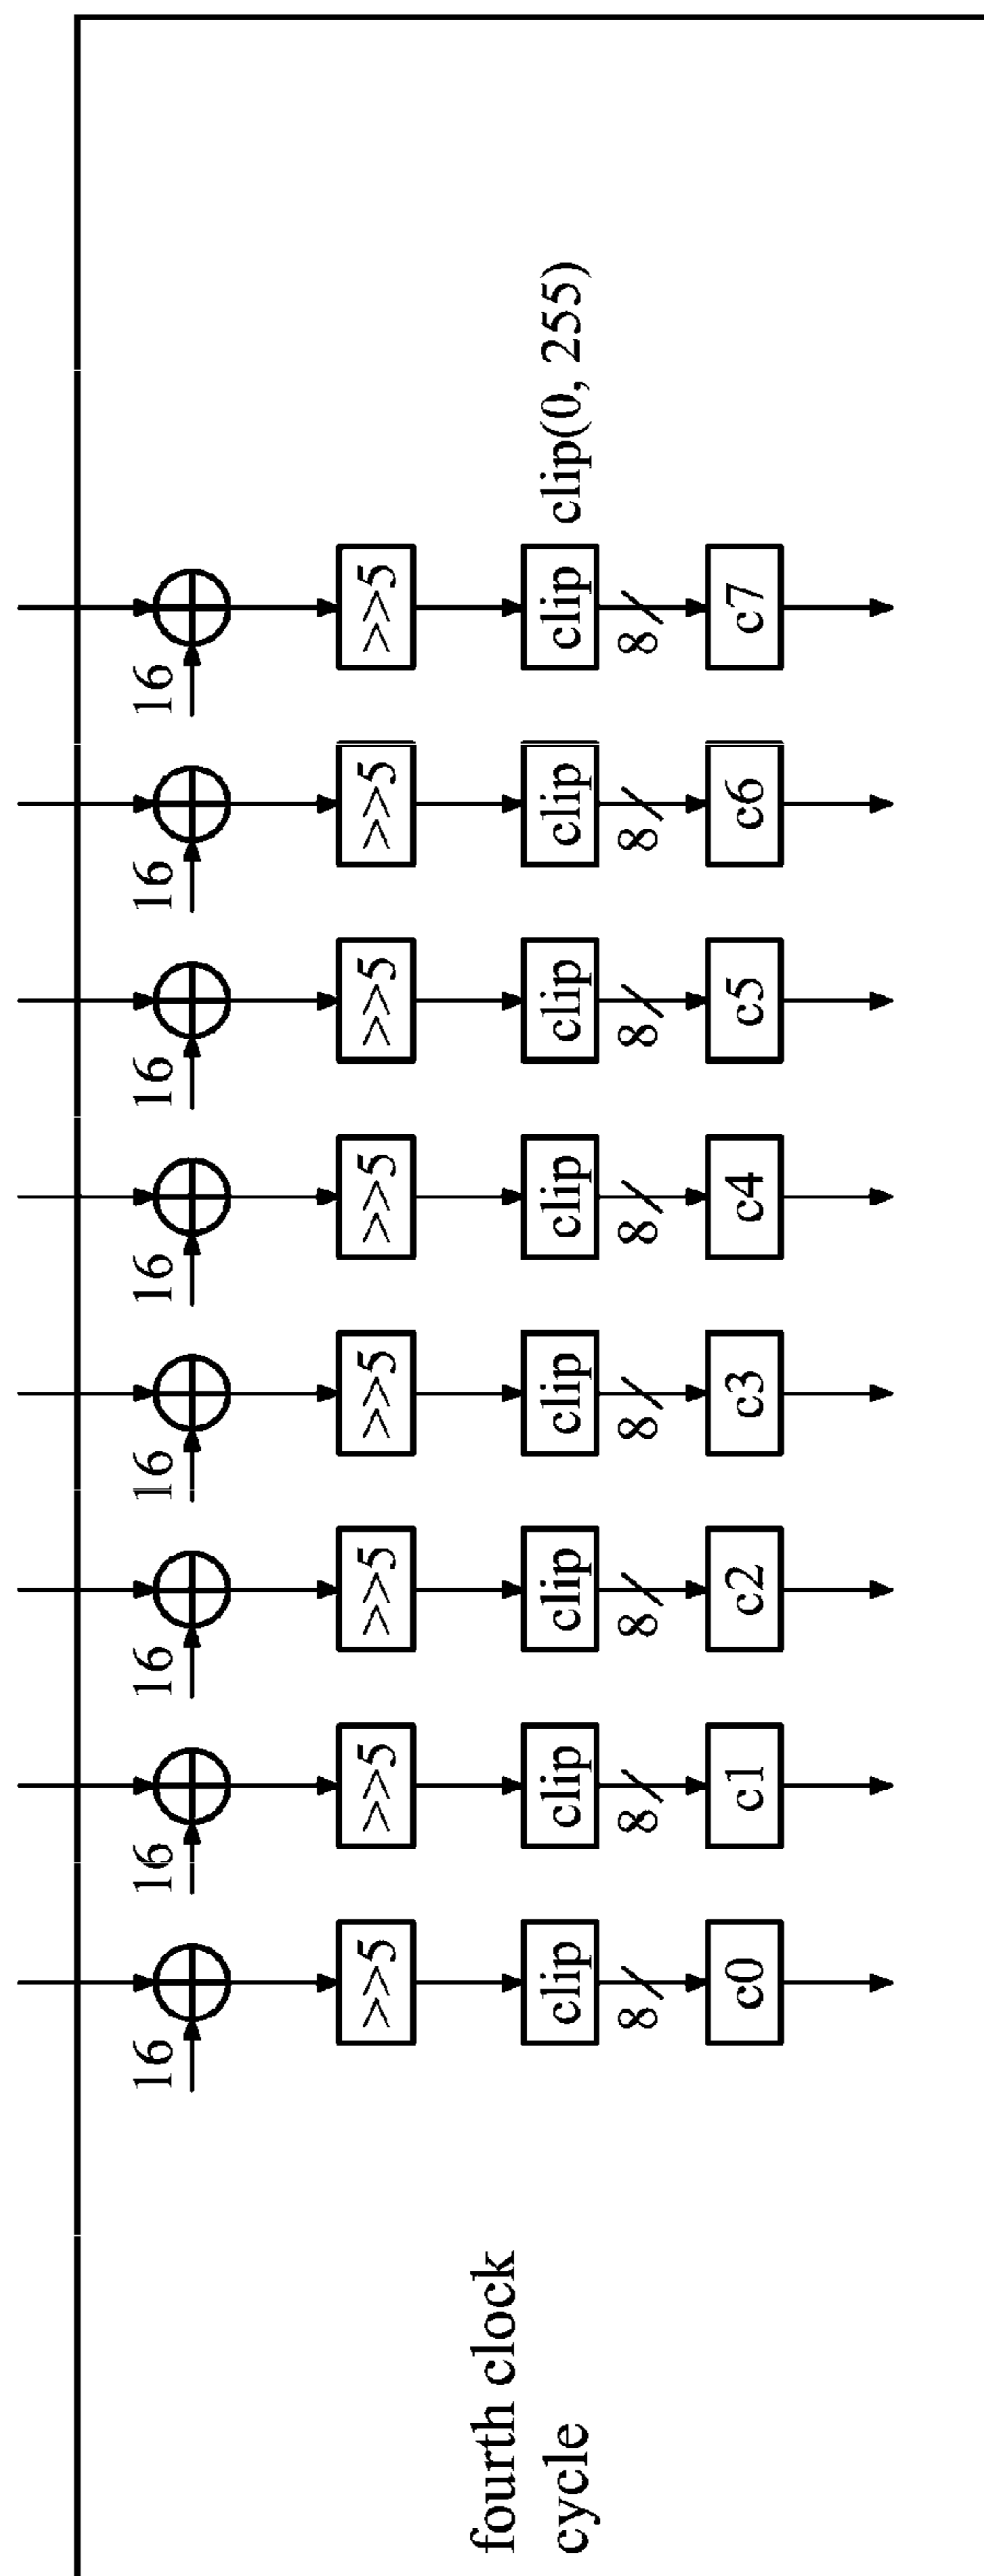 16 16 16 16 16 16 16 16
>>5 >>5 >>5 >>5 >>5 >>5 >>5 >>5
fourth clock
cycle
clip clip clip clip clip clip clip clip clip(0, 255)
8 8 8 8 8 8 8 8
c0 c1 c2 c3 c4 c5 c6 c7